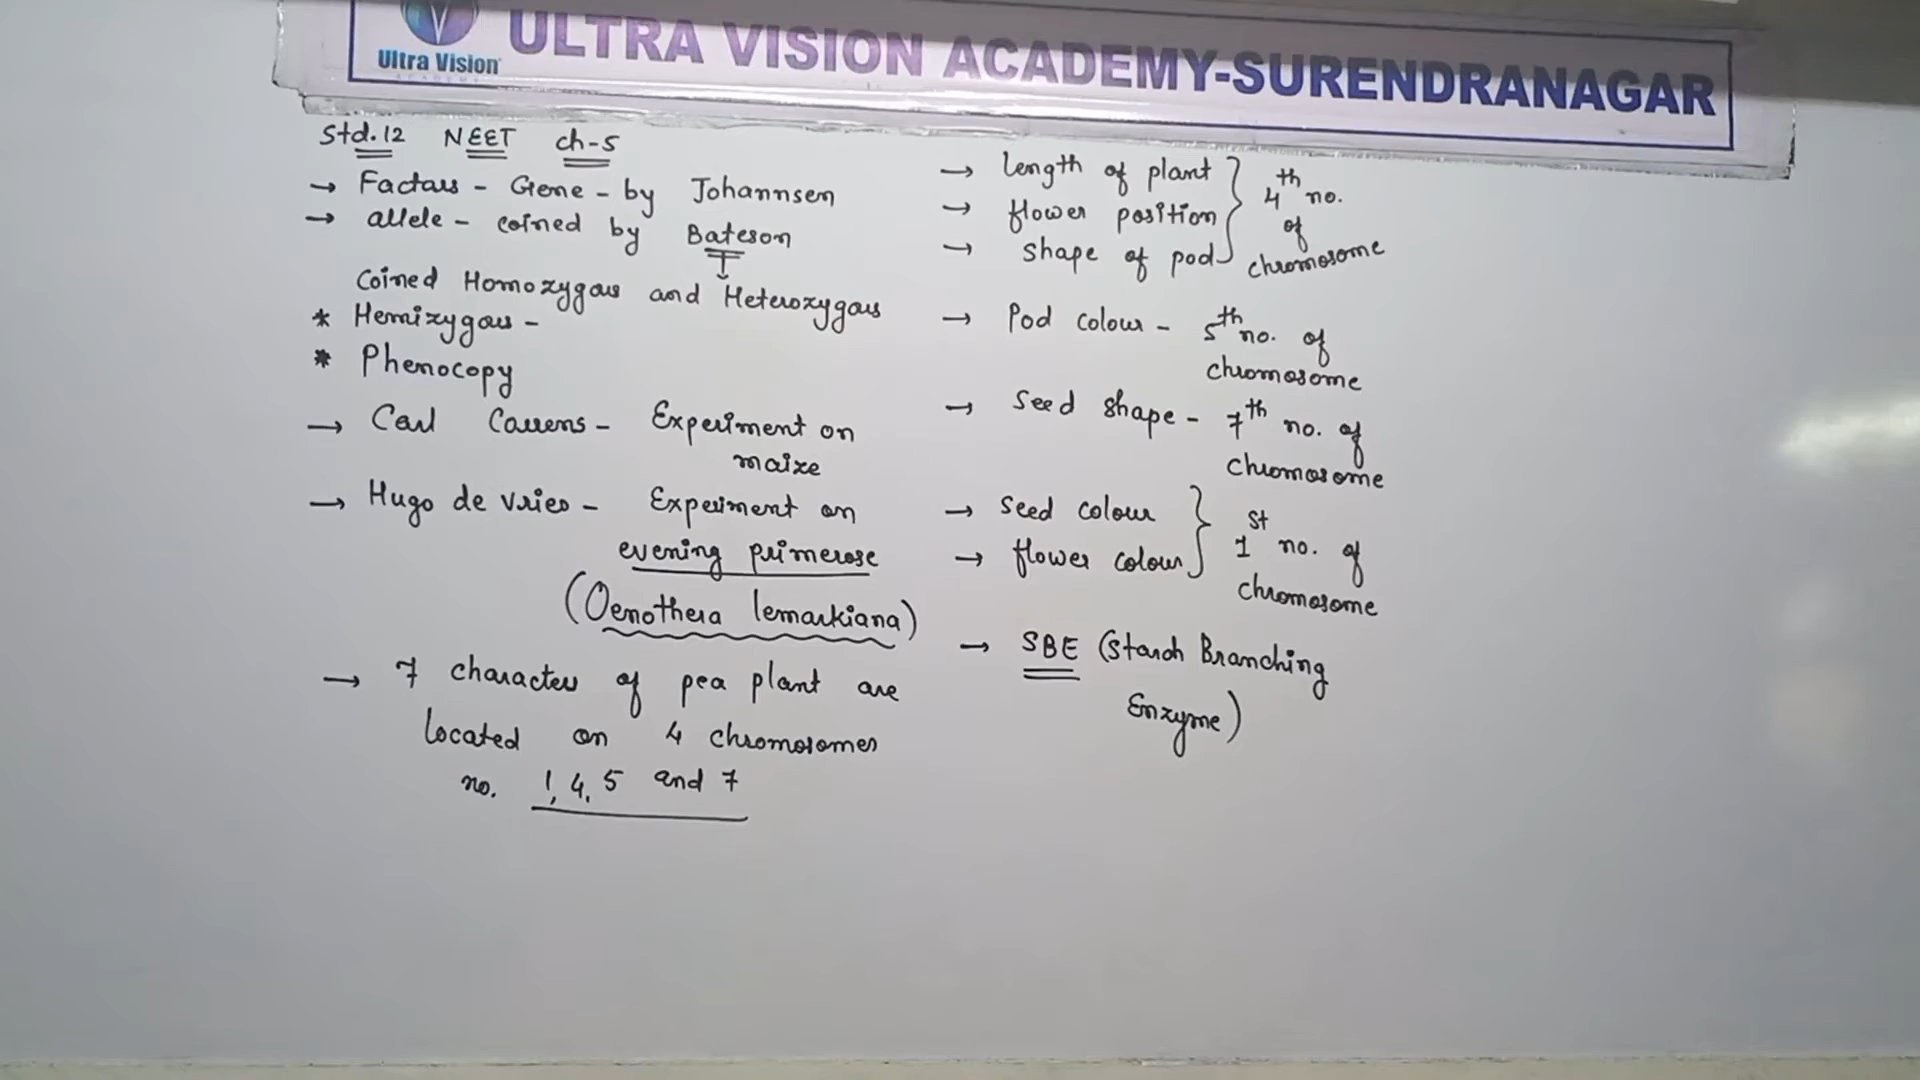 Ultra Vision
ACADEMY
ULTRA VISION ACADEMY-SURENDRANAGAR
Std.12 NEET ch-5
→ Factors - Gene - by Johannsen
→ allele - coined by Bateson
Coined Homozygous and Heterozygous
* Hemizygous -
* Phenocopy
→ Carl Correns - Experiment on
maize
→ Hugo de vries - Experiment on
evening primerose
(Oenothera lemarkiana)
→ 7 character of pea plant are
located on 4 chromosomes
no. 1, 4, 5 and 7
→ length of plant
→ flower position
→ shape of pod
} 4th no.
of
chromosome
→ Pod colour - 5th no. of
chromosome
→ Seed shape - 7th no. of
chromosome
→ Seed colour
→ flower colour
} 1st no. of
chromosome
→ SBE (Starch Branching
Enzyme)